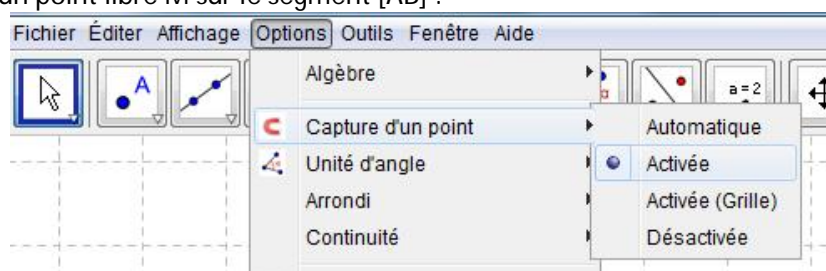 un point libre M sur le segment [AB] :
Fichier Éditer Affichage Options Outils Fenêtre Aide
A
a = 2
Algèbre
Capture d'un point
Unité d'angle
Arrondi
Continuité
Automatique
Activée
Activée (Grille)
Désactivée